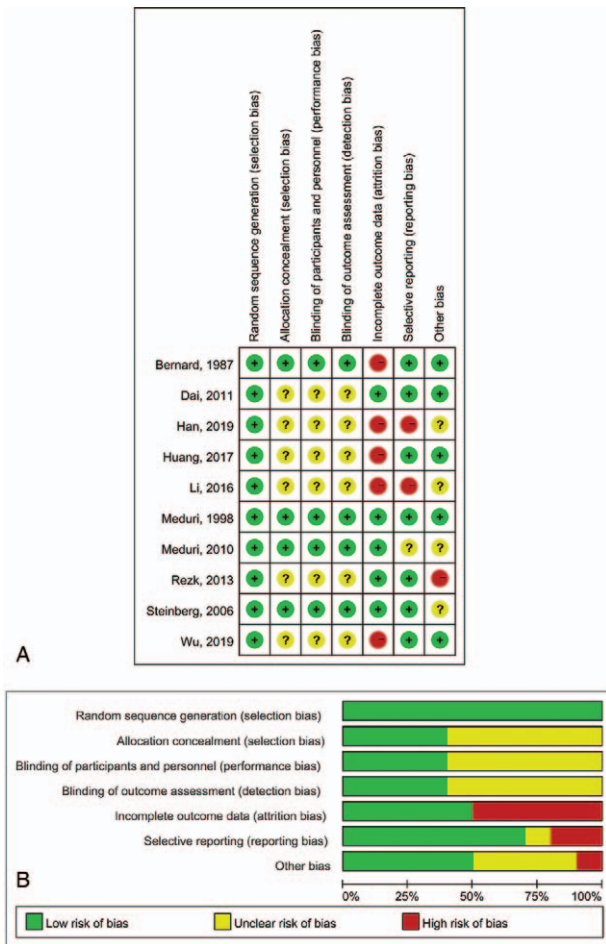 Random sequence generation (selection bias)
Allocation concealment (selection bias)
Blinding of participants and personnel (performance bias)
Blinding of outcome assessment (detection bias)
Incomplete outcome data (attrition bias)
Selective reporting (reporting bias)
Other bias
Bernard, 1987 + + + + - + +
Dai, 2011 + ? ? ? + + +
Han, 2019 + ? ? ? - - ?
Huang, 2017 + ? ? ? - + +
Li, 2016 + ? ? ? - - ?
Meduri, 1998 + + + + + + +
Meduri, 2010 + + + + + ? ?
Rezk, 2013 + ? ? ? + + -
Steinberg, 2006 + + + + + + ?
Wu, 2019 + ? ? ? - + +
A
Random sequence generation (selection bias)
Allocation concealment (selection bias)
Blinding of participants and personnel (performance bias)
Blinding of outcome assessment (detection bias)
Incomplete outcome data (attrition bias)
Selective reporting (reporting bias)
Other bias
B
0% 25% 50% 75% 100%
Low risk of bias Unclear risk of bias High risk of bias